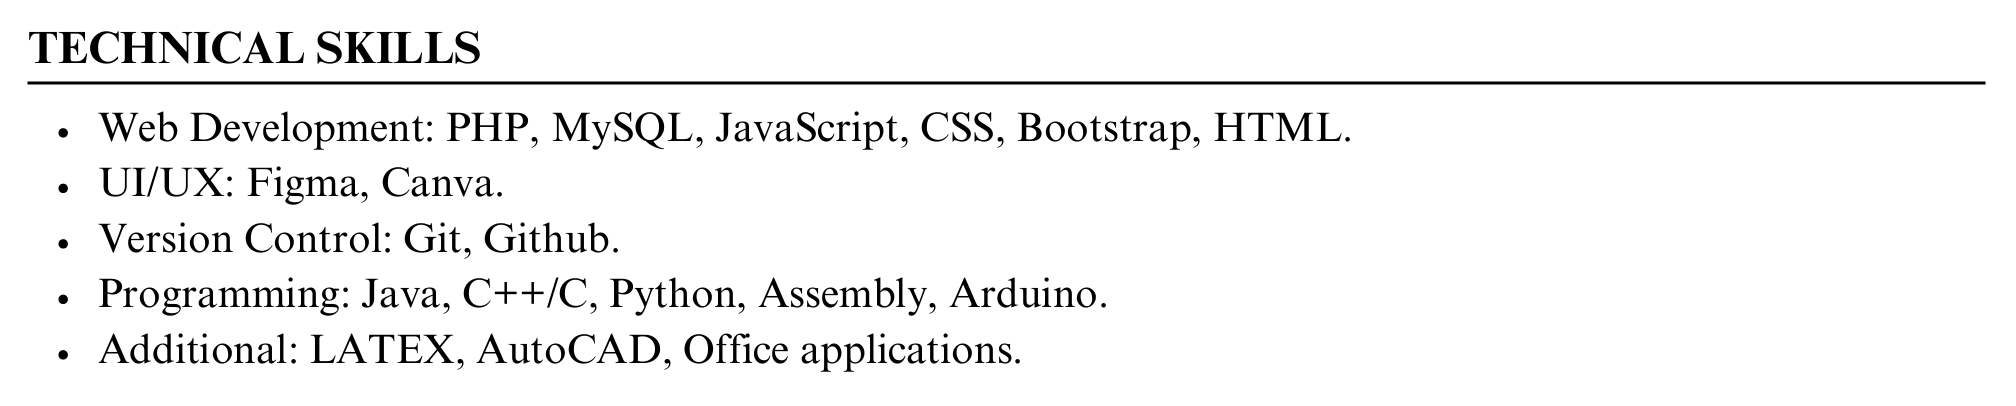 TECHNICAL SKILLS
• Web Development: PHP, MySQL, JavaScript, CSS, Bootstrap, HTML.
• UI/UX: Figma, Canva.
• Version Control: Git, Github.
• Programming: Java, C++/C, Python, Assembly, Arduino.
• Additional: LATEX, AutoCAD, Office applications.